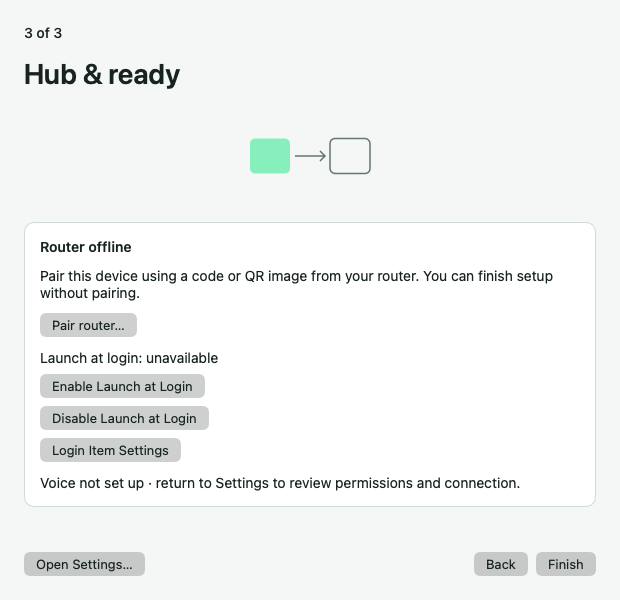 3 of 3
Hub & ready
Router offline
Pair this device using a code or QR image from your router. You can finish setup
without pairing.
Pair router…
Launch at login: unavailable
Enable Launch at Login
Disable Launch at Login
Login Item Settings
Voice not set up · return to Settings to review permissions and connection.
Open Settings…
Back
Finish